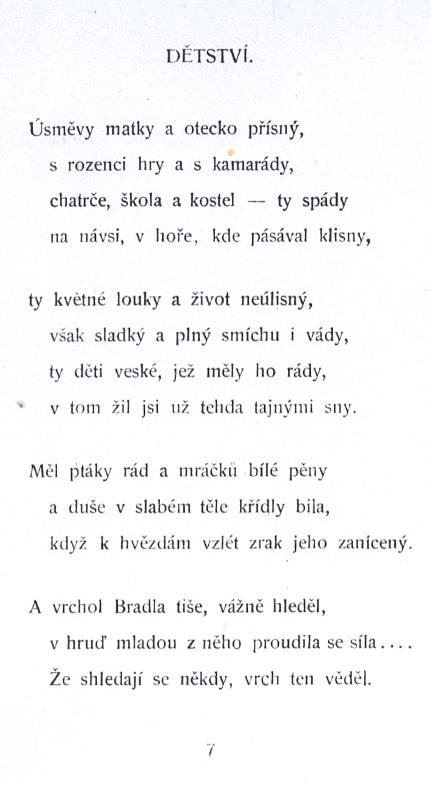 DĚTSTVÍ.
Úsměvy matky a otecko přísný,
s rozenci hry a s kamarády,
chatrče, škola a kostel — ty spády
na návsi, v hoře, kde pásával klisny,
ty květné louky a život neúlisný,
však sladký a plný smíchu i vády,
ty děti veské, jež měly ho rády,
v tom žil jsi už tehda tajnými sny.
Měl ptáky rád a mráčků bílé pěny
a duše v slabém těle křídly bila,
když k hvězdám vzlét zrak jeho zanícený.
A vrchol Bradla tiše, vážně hleděl,
v hruď mladou z něho proudila se síla....
Že shledají se někdy, vrch ten věděl.
7